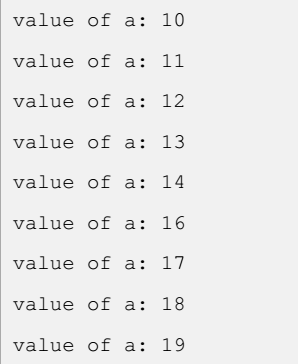 value of a: 10
value of a: 11
value of a: 12
value of a: 13
value of a: 14
value of a: 16
value of a: 17
value of a: 18
value of a: 19